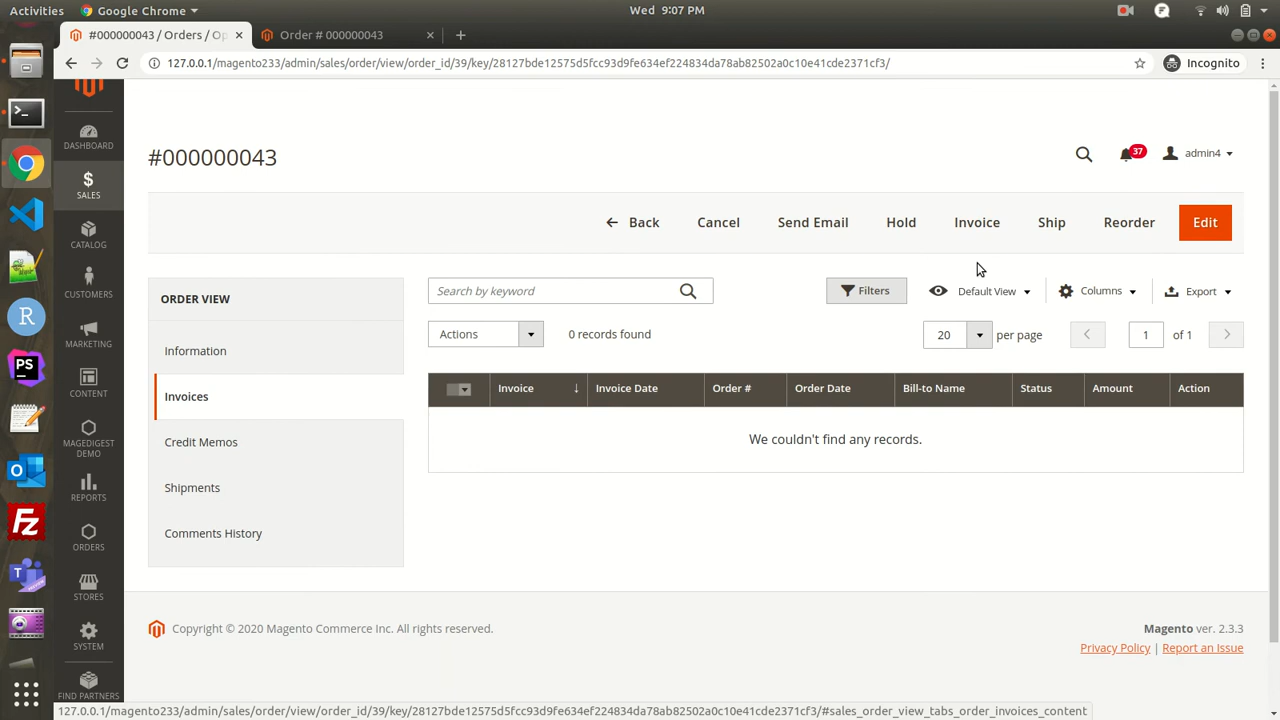 Activities Google Chrome Wed 9:07 PM
#000000043 / Orders / Op Order # 000000043
127.0.0.1/magento233/admin/sales/order/view/order_id/39/key/28127bde12575d5fcc93d9fe634ef224834da78ab82502a0c10e41cde2371cf3/ Incognito
DASHBOARD
SALES
CATALOG
CUSTOMERS
MARKETING
CONTENT
MAGEDIGEST
DEMO
REPORTS
ORDERS
STORES
SYSTEM
FIND PARTNERS
#000000043
37 admin4
Back Cancel Send Email Hold Invoice Ship Reorder Edit
ORDER VIEW
Information
Invoices
Credit Memos
Shipments
Comments History
Search by keyword Filters Default View Columns Export
Actions 0 records found 20 per page 1 of 1
Invoice Invoice Date Order # Order Date Bill-to Name Status Amount Action
We couldn't find any records.
Copyright © 2020 Magento Commerce Inc. All rights reserved. Magento ver. 2.3.3
Privacy Policy | Report an Issue
127.0.0.1/magento233/admin/sales/order/view/order_id/39/key/28127bde12575d5fcc93d9fe634ef224834da78ab82502a0c10e41cde2371cf3/#sales_order_view_tabs_order_invoices_content